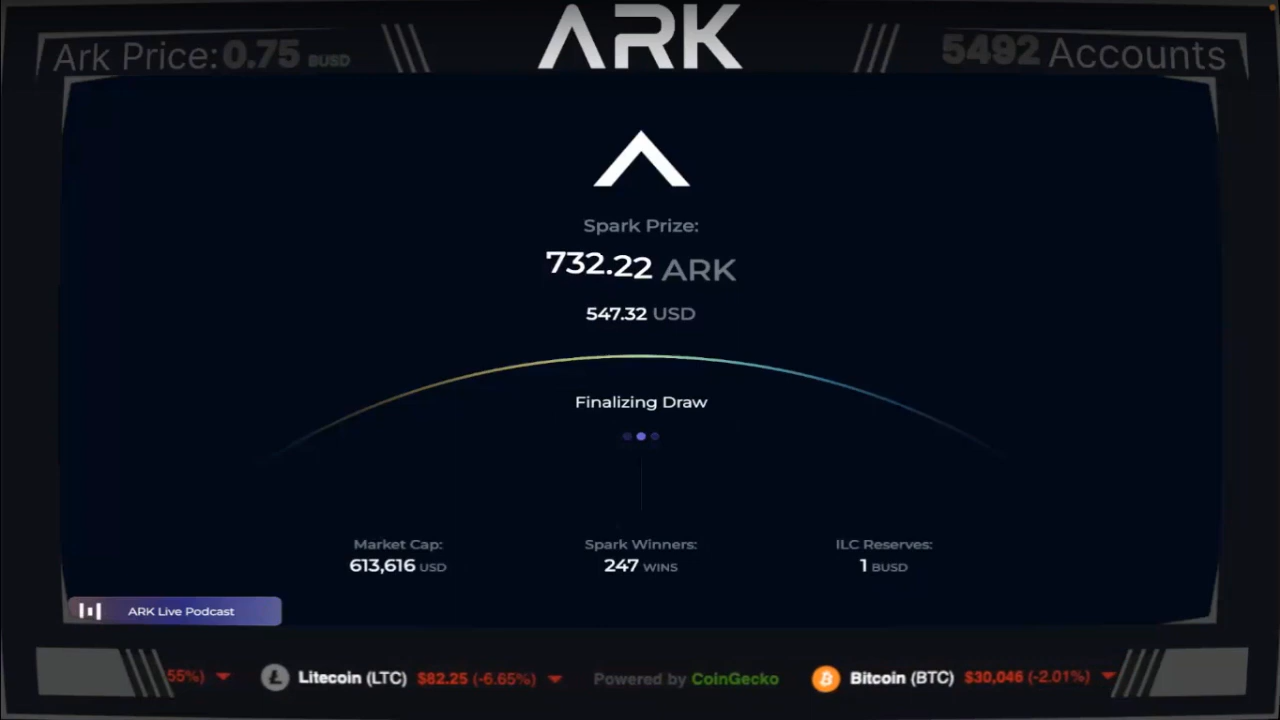 Ark Price: 0.75 BUSD
ARK
5492 Accounts
Spark Prize:
732.22 ARK
547.32 USD
Finalizing Draw
Market Cap:
613,616 USD
Spark Winners:
247 WINS
ILC Reserves:
1 BUSD
ARK Live Podcast
55%) Litecoin (LTC) $82.25 (-6.65%) Powered by CoinGecko Bitcoin (BTC) $30,046 (-2.01%)